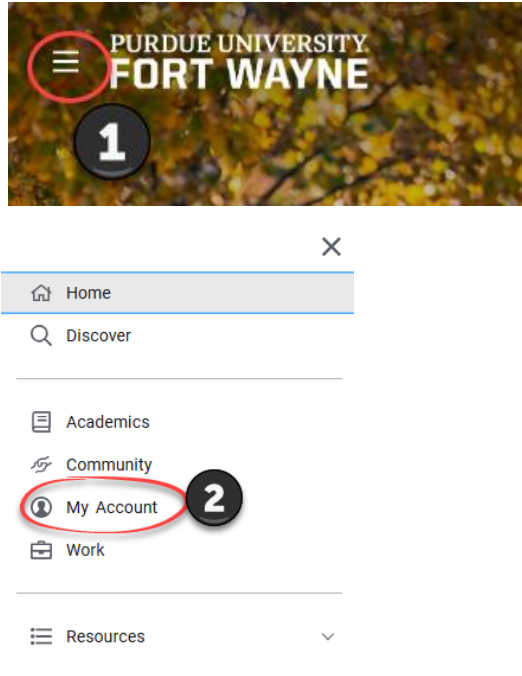 PURDUE UNIVERSITY
FORT WAYNE
1
Home
Discover
Academics
Community
My Account
2
Work
Resources